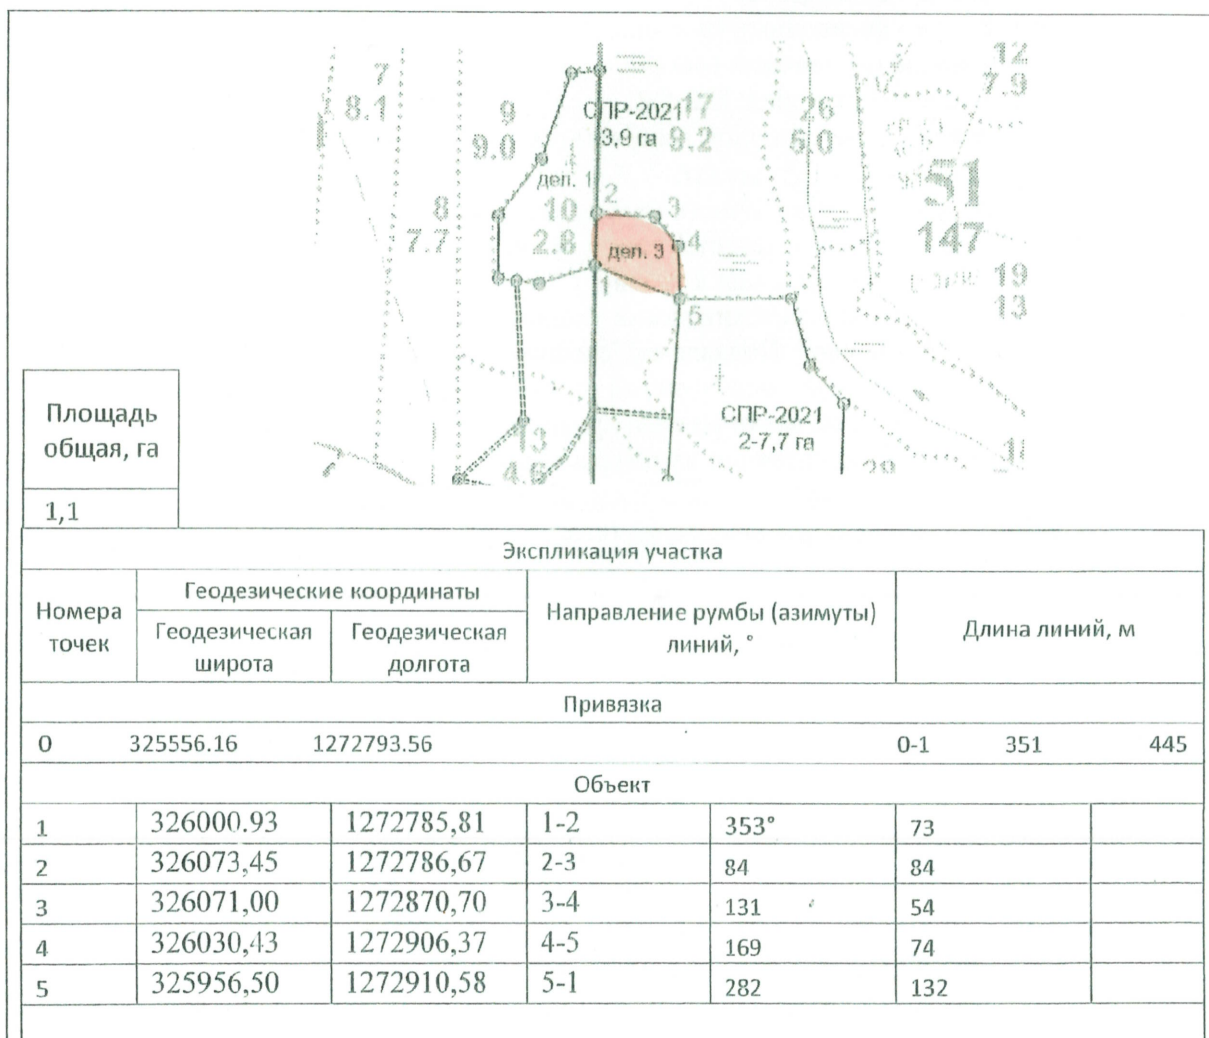 12
7.9
7
8.1
9
9.0
СПР-2021
3,9 га
17
9.2
26
5.0
51
147
дел. 1
10
2.8
2
3
8
7.7
дел. 3
4
1
5
19
13
СПР-2021
2-7,7 га
13
4.6
Площадь
общая, га
1,1
Экспликация участка
Номера точек
Геодезические координаты
Геодезическая широта
Геодезическая долгота
Направление румбы (азимуты) линий, °
Длина линий, м
Привязка
0 325556.16 1272793.56 0-1 351 445
Объект
1 326000.93 1272785,81 1-2 353° 73
2 326073,45 1272786,67 2-3 84 84
3 326071,00 1272870,70 3-4 131 54
4 326030,43 1272906,37 4-5 169 74
5 325956,50 1272910,58 5-1 282 132